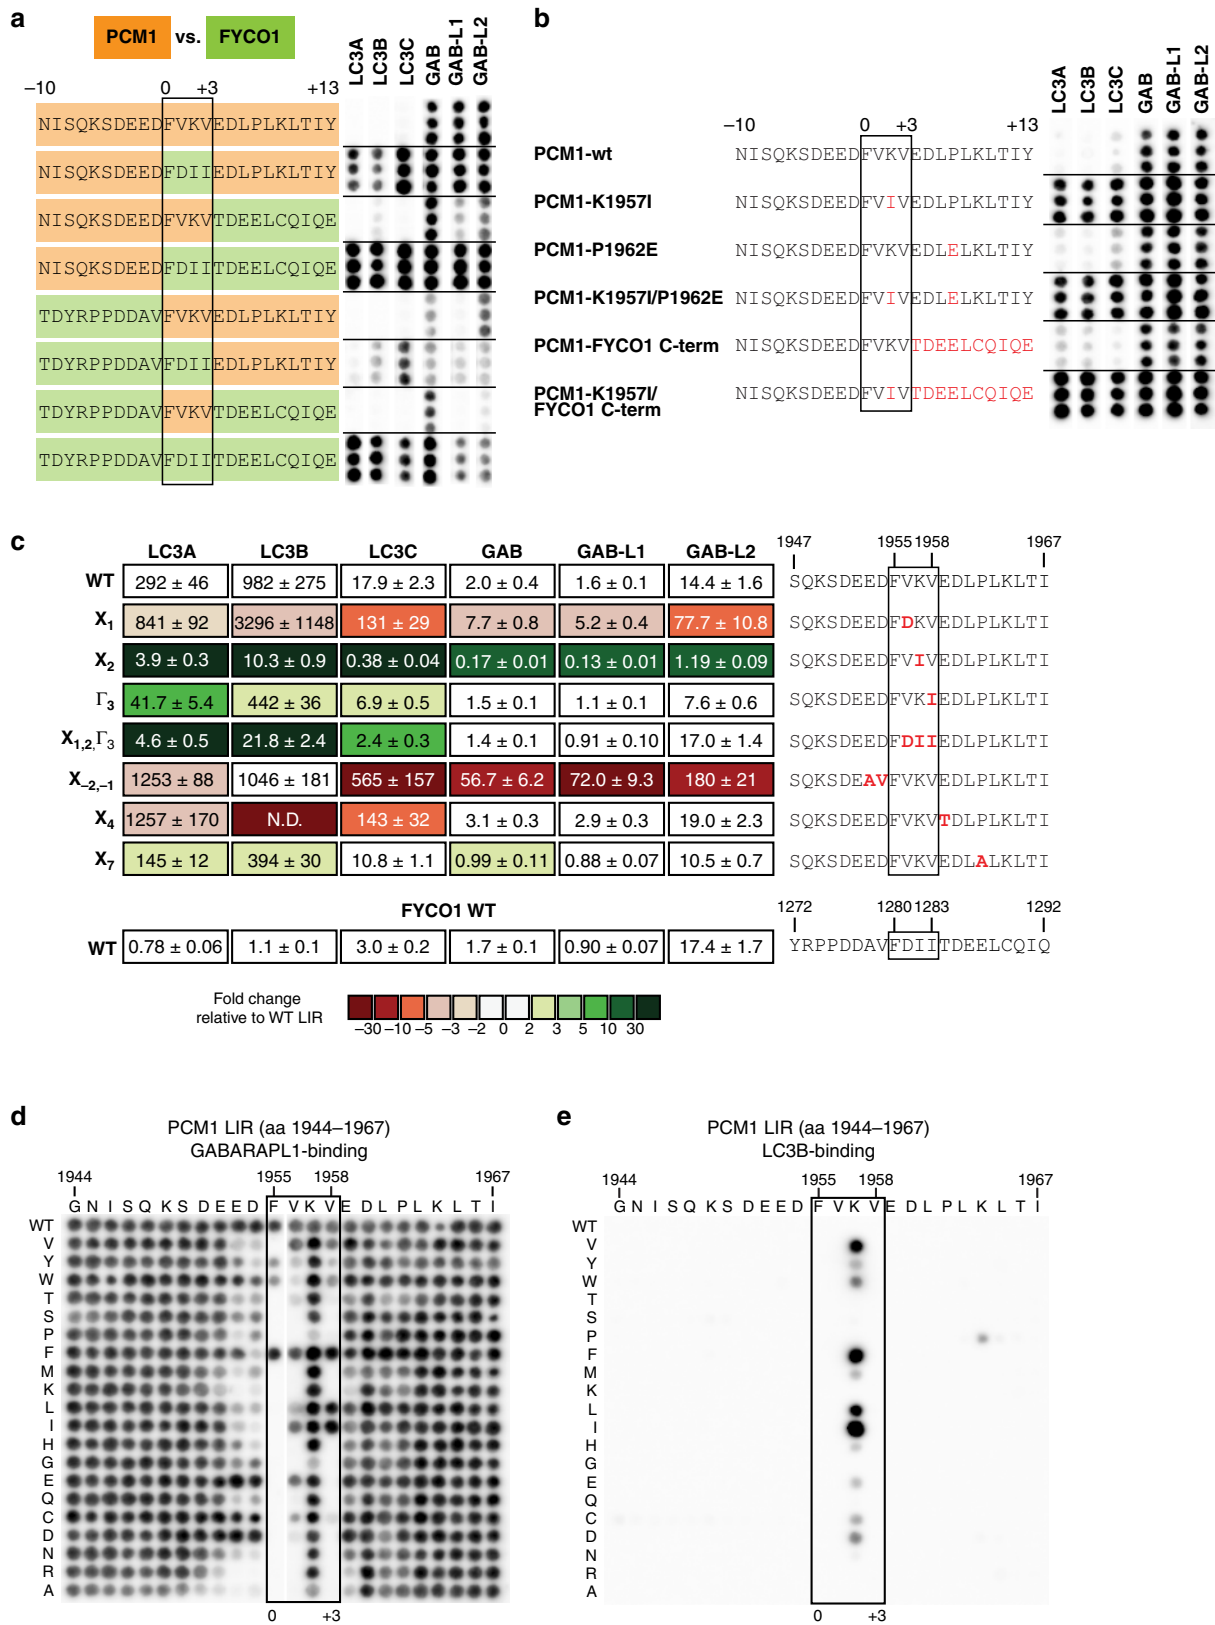 a
PCM1 vs. FYCO1
LC3A LC3B LC3C GAB GAB-L1 GAB-L2
–10 0 +3 +13
NISQKSDEEDFVKVEDLPLKLTIY
NISQKSDEEDFDIIEDLPLKLTIY
NISQKSDEEDFVKVTDEELCQIQE
NISQKSDEEDFDIITDEELCQIQE
TDYRPPDDAVFVKVEDLPLKLTIY
TDYRPPDDAVFDIIEDLPLKLTIY
TDYRPPDDAVFVKVTDEELCQIQE
TDYRPPDDAVFDIITDEELCQIQE
b
LC3A LC3B LC3C GAB GAB-L1 GAB-L2
–10 0 +3 +13
PCM1-wt NISQKSDEEDFVKVEDLPLKLTIY
PCM1-K1957I NISQKSDEEDFVIVEDLPLKLTIY
PCM1-P1962E NISQKSDEEDFVKVEDLELKLTIY
PCM1-K1957I/P1962E NISQKSDEEDFVIVEDLELKLTIY
PCM1-FYCO1 C-term NISQKSDEEDFVKVTDEELCQIQE
PCM1-K1957I/
FYCO1 C-term NISQKSDEEDFVIVTDEELCQIQE
c
LC3A LC3B LC3C GAB GAB-L1 GAB-L2
1947 1955 1958 1967
WT 292 ± 46 982 ± 275 17.9 ± 2.3 2.0 ± 0.4 1.6 ± 0.1 14.4 ± 1.6 SQKSDEEDFVKVEDLPLKLTI
X1 841 ± 92 3296 ± 1148 131 ± 29 7.7 ± 0.8 5.2 ± 0.4 77.7 ± 10.8 SQKSDEEDFDKVEDLPLKLTI
X2 3.9 ± 0.3 10.3 ± 0.9 0.38 ± 0.04 0.17 ± 0.01 0.13 ± 0.01 1.19 ± 0.09 SQKSDEEDFVIVEDLPLKLTI
Γ3 41.7 ± 5.4 442 ± 36 6.9 ± 0.5 1.5 ± 0.1 1.1 ± 0.1 7.6 ± 0.6 SQKSDEEDFVKIEDLPLKLTI
X1,2,Γ3 4.6 ± 0.5 21.8 ± 2.4 2.4 ± 0.3 1.4 ± 0.1 0.91 ± 0.10 17.0 ± 1.4 SQKSDEEDFDIIEDLPLKLTI
X–2,–1 1253 ± 88 1046 ± 181 565 ± 157 56.7 ± 6.2 72.0 ± 9.3 180 ± 21 SQKSDEAVFVKVEDLPLKLTI
X4 1257 ± 170 N.D. 143 ± 32 3.1 ± 0.3 2.9 ± 0.3 19.0 ± 2.3 SQKSDEEDFVKVTDLPLKLTI
X7 145 ± 12 394 ± 30 10.8 ± 1.1 0.99 ± 0.11 0.88 ± 0.07 10.5 ± 0.7 SQKSDEEDFVKVEDLALKLTI
FYCO1 WT
1272 1280 1283 1292
WT 0.78 ± 0.06 1.1 ± 0.1 3.0 ± 0.2 1.7 ± 0.1 0.90 ± 0.07 17.4 ± 1.7 YRPPDDAVFDIITDEELCQIQ
Fold change
relative to WT LIR
–30 –10 –5 –3 –2 0 2 3 5 10 30
d
PCM1 LIR (aa 1944–1967)
GABARAPL1-binding
1944 1955 1958 1967
G N I S Q K S D E E D F V K V E D L P L K L T I
WT
V
Y
W
T
S
P
F
M
K
L
I
H
G
E
Q
C
D
N
R
A
0 +3
e
PCM1 LIR (aa 1944–1967)
LC3B-binding
1944 1955 1958 1967
G N I S Q K S D E E D F V K V E D L P L K L T I
WT
V
Y
W
T
S
P
F
M
K
L
I
H
G
E
Q
C
D
N
R
A
0 +3